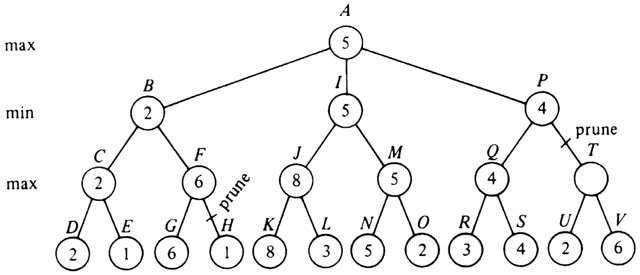 A
max 5
B I P
min 2 5 4
prune
C F J M Q T
max 2 6 8 5 4
prune
D E G H K L N O R S U V
2 1 6 1 8 3 5 2 3 4 2 6